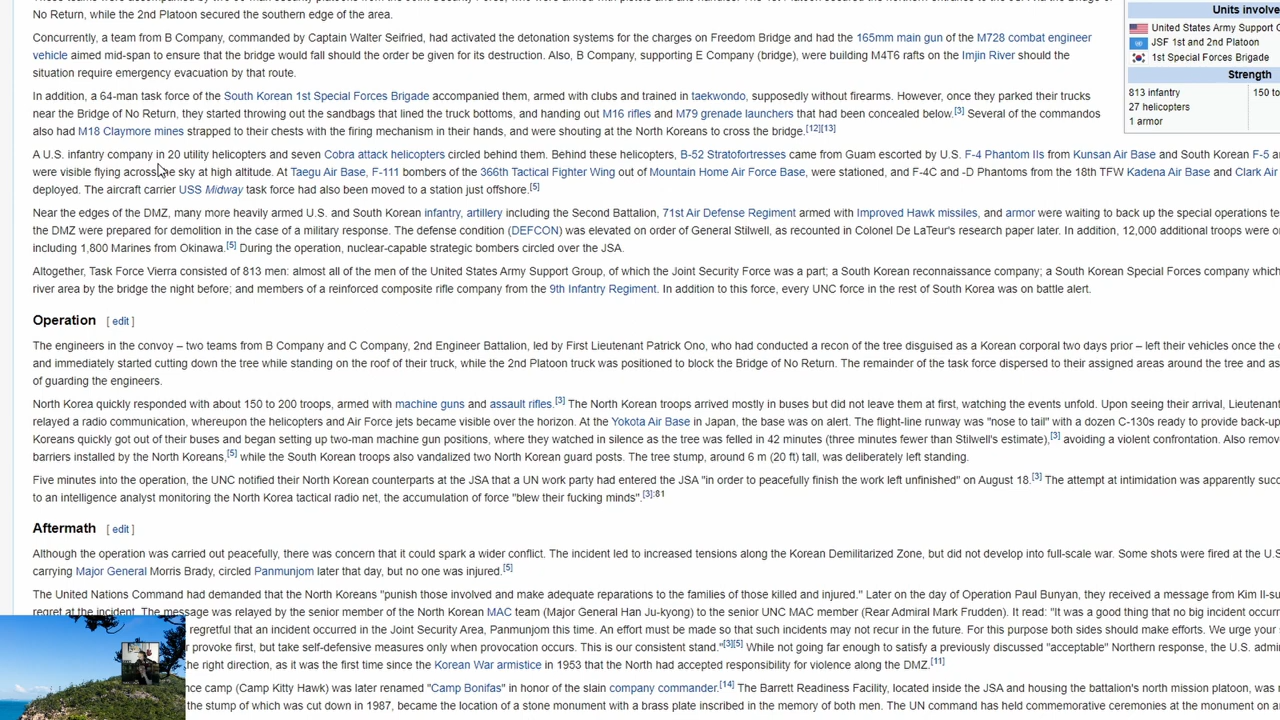 No Return, while the 2nd Platoon secured the southern edge of the area.
Concurrently, a team from B Company, commanded by Captain Walter Seifried, had activated the detonation systems for the charges on Freedom Bridge and had the 165mm main gun of the M728 combat engineer
vehicle aimed mid-span to ensure that the bridge would fall should the order be given for its destruction. Also, B Company, supporting E Company (bridge), were building M4T6 rafts on the Imjin River should the
situation require emergency evacuation by that route.
In addition, a 64-man task force of the South Korean 1st Special Forces Brigade accompanied them, armed with clubs and trained in taekwondo, supposedly without firearms. However, once they parked their trucks
near the Bridge of No Return, they started throwing out the sandbags that lined the truck bottoms, and handing out M16 rifles and M79 grenade launchers that had been concealed below.[3] Several of the commandos
also had M18 Claymore mines strapped to their chests with the firing mechanism in their hands, and were shouting at the North Koreans to cross the bridge.[12][13]
A U.S. infantry company in 20 utility helicopters and seven Cobra attack helicopters circled behind them. Behind these helicopters, B-52 Stratofortresses came from Guam escorted by U.S. F-4 Phantom IIs from Kunsan Air Base and South Korean F-5 a
were visible flying across the sky at high altitude. At Taegu Air Base, F-111 bombers of the 366th Tactical Fighter Wing out of Mountain Home Air Force Base, were stationed, and F-4C and -D Phantoms from the 18th TFW Kadena Air Base and Clark Air
deployed. The aircraft carrier USS Midway task force had also been moved to a station just offshore.[5]
Near the edges of the DMZ, many more heavily armed U.S. and South Korean infantry, artillery including the Second Battalion, 71st Air Defense Regiment armed with Improved Hawk missiles, and armor were waiting to back up the special operations te
the DMZ were prepared for demolition in the case of a military response. The defense condition (DEFCON) was elevated on order of General Stilwell, as recounted in Colonel De LaTeur's research paper later. In addition, 12,000 additional troops were o
including 1,800 Marines from Okinawa.[5] During the operation, nuclear-capable strategic bombers circled over the JSA.
Altogether, Task Force Vierra consisted of 813 men: almost all of the men of the United States Army Support Group, of which the Joint Security Force was a part; a South Korean reconnaissance company; a South Korean Special Forces company which
river area by the bridge the night before; and members of a reinforced composite rifle company from the 9th Infantry Regiment. In addition to this force, every UNC force in the rest of South Korea was on battle alert.
Units involve
United States Army Support G
JSF 1st and 2nd Platoon
1st Special Forces Brigade
Strength
813 infantry 150 to
27 helicopters
1 armor
Operation [ edit ]
The engineers in the convoy – two teams from B Company and C Company, 2nd Engineer Battalion, led by First Lieutenant Patrick Ono, who had conducted a recon of the tree disguised as a Korean corporal two days prior – left their vehicles once the c
and immediately started cutting down the tree while standing on the roof of their truck, while the 2nd Platoon truck was positioned to block the Bridge of No Return. The remainder of the task force dispersed to their assigned areas around the tree and as
of guarding the engineers.
North Korea quickly responded with about 150 to 200 troops, armed with machine guns and assault rifles.[3] The North Korean troops arrived mostly in buses but did not leave them at first, watching the events unfold. Upon seeing their arrival, Lieutenant
relayed a radio communication, whereupon the helicopters and Air Force jets became visible over the horizon. At the Yokota Air Base in Japan, the base was on alert. The flight-line runway was "nose to tail" with a dozen C-130s ready to provide back-up
Koreans quickly got out of their buses and began setting up two-man machine gun positions, where they watched in silence as the tree was felled in 42 minutes (three minutes fewer than Stilwell's estimate),[3] avoiding a violent confrontation. Also remov
barriers installed by the North Koreans,[5] while the South Korean troops also vandalized two North Korean guard posts. The tree stump, around 6 m (20 ft) tall, was deliberately left standing.
Five minutes into the operation, the UNC notified their North Korean counterparts at the JSA that a UN work party had entered the JSA "in order to peacefully finish the work left unfinished" on August 18.[3] The attempt at intimidation was apparently succ
to an intelligence analyst monitoring the North Korea tactical radio net, the accumulation of force "blew their fucking minds".[3]:81
Aftermath [ edit ]
Although the operation was carried out peacefully, there was concern that it could spark a wider conflict. The incident led to increased tensions along the Korean Demilitarized Zone, but did not develop into full-scale war. Some shots were fired at the U.S
carrying Major General Morris Brady, circled Panmunjom later that day, but no one was injured.[5]
The United Nations Command had demanded that the North Koreans "punish those involved and make adequate reparations to the families of those killed and injured." Later on the day of Operation Paul Bunyan, they received a message from Kim Il-su
regret at the incident. The message was relayed by the senior member of the North Korean MAC team (Major General Han Ju-kyong) to the senior UNC MAC member (Rear Admiral Mark Frudden). It read: "It was a good thing that no big incident occurr
regretful that an incident occurred in the Joint Security Area, Panmunjom this time. An effort must be made so that such incidents may not recur in the future. For this purpose both sides should make efforts. We urge your s
r provoke first, but take self-defensive measures only when provocation occurs. This is our consistent stand."[3][5] While not going far enough to satisfy a previously discussed "acceptable" Northern response, the U.S. admi
he right direction, as it was the first time since the Korean War armistice in 1953 that the North had accepted responsibility for violence along the DMZ.[11]
nce camp (Camp Kitty Hawk) was later renamed "Camp Bonifas" in honor of the slain company commander.[14] The Barrett Readiness Facility, located inside the JSA and housing the battalion's north mission platoon, was n
the stump of which was cut down in 1987, became the location of a stone monument with a brass plate inscribed in the memory of both men. The UN command has held commemorative ceremonies at the monument on a